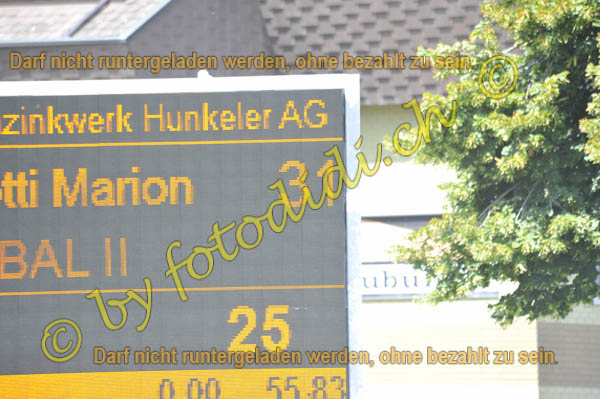 Darf nicht runtergeladen werden, ohne bezahlt zu sein.
zinkwerk Hunkeler AG
tti Marion 31
BAL II
© by fotodidi.ch ©
25
Darf nicht runtergeladen werden, ohne bezahlt zu sein.
0.00 55.83